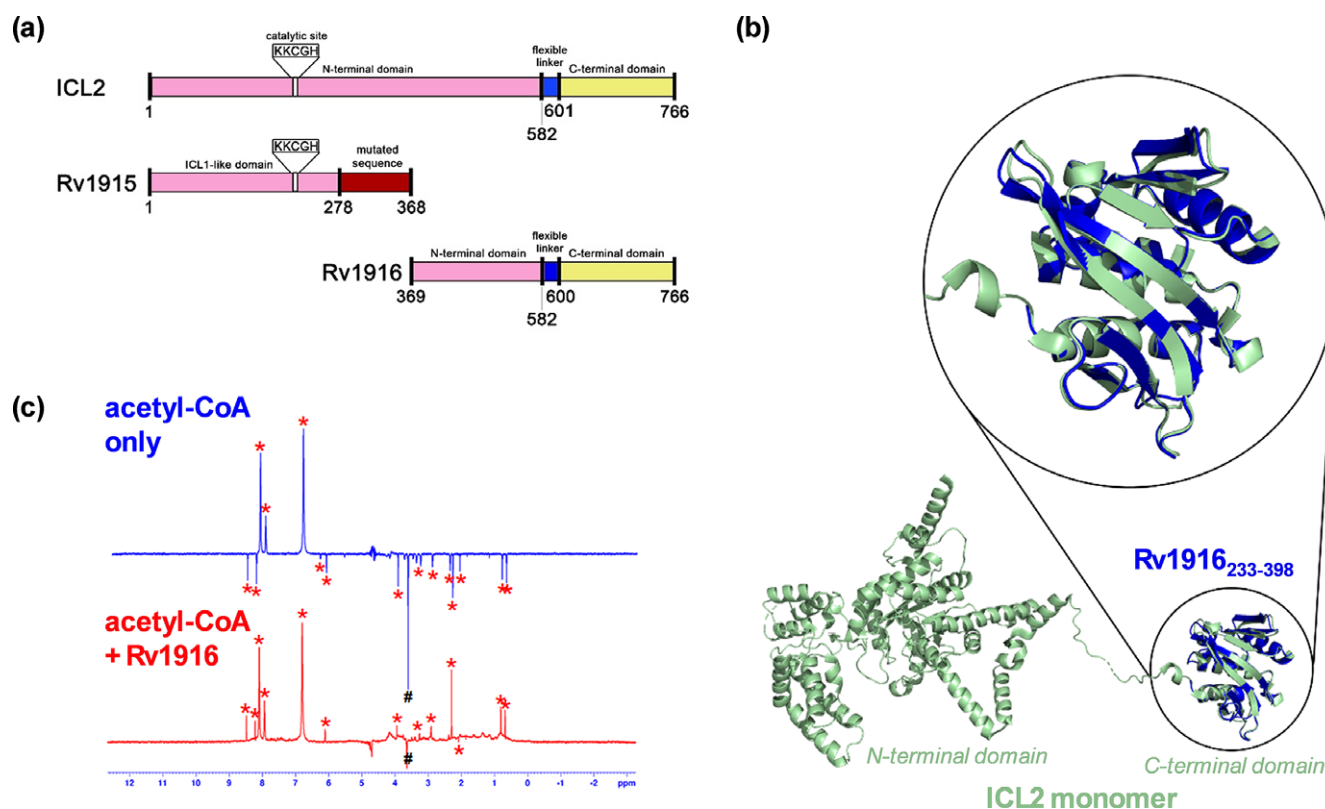 (a)
catalytic site
KKCGH
N-terminal domain
flexible
linker
C-terminal domain
ICL2
1
582
601
766
KKCGH
ICL1-like domain
mutated
sequence
Rv1915
1
278
368
N-terminal domain
flexible
linker
C-terminal domain
Rv1916
369
582
600
766
(b)
Rv1916233-398
N-terminal domain
C-terminal domain
ICL2 monomer
(c)
acetyl-CoA
only
* * * * * * * * * * * * * * *
#
acetyl-CoA
+ Rv1916
* * * * * * * * * * * * *
#
12 11 10 9 8 7 6 5 4 3 2 1 0 -1 -2 ppm